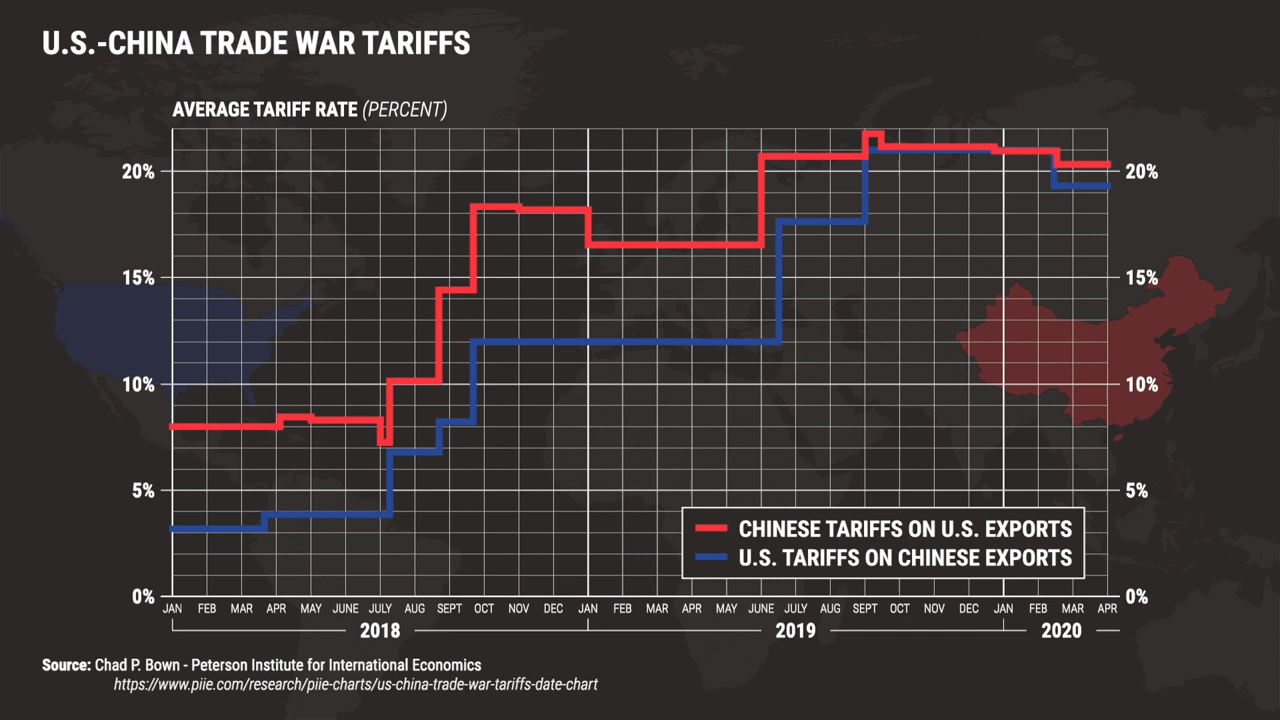 U.S.-CHINA TRADE WAR TARIFFS
AVERAGE TARIFF RATE (PERCENT)
20% 20%
15% 15%
10% 10%
5% 5%
CHINESE TARIFFS ON U.S. EXPORTS
U.S. TARIFFS ON CHINESE EXPORTS
0% 0%
JAN FEB MAR APR MAY JUNE JULY AUG SEPT OCT NOV DEC JAN FEB MAR APR MAY JUNE JULY AUG SEPT OCT NOV DEC JAN FEB MAR APR
2018 2019 2020
Source: Chad P. Bown - Peterson Institute for International Economics
https://www.piie.com/research/piie-charts/us-china-trade-war-tariffs-date-chart